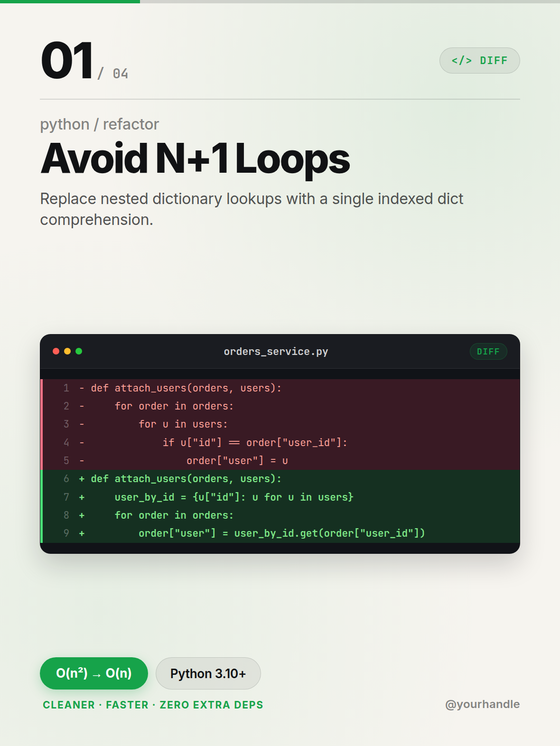 01 / 04
</> DIFF
python / refactor
Avoid N+1 Loops
Replace nested dictionary lookups with a single indexed dict
comprehension.
orders_service.py
DIFF
1 - def attach_users(orders, users):
2 -     for order in orders:
3 -         for u in users:
4 -             if u["id"] == order["user_id"]:
5 -                 order["user"] = u
6 + def attach_users(orders, users):
7 +     user_by_id = {u["id"]: u for u in users}
8 +     for order in orders:
9 +         order["user"] = user_by_id.get(order["user_id"])
O(n²) → O(n)
Python 3.10+
CLEANER · FASTER · ZERO EXTRA DEPS
@yourhandle